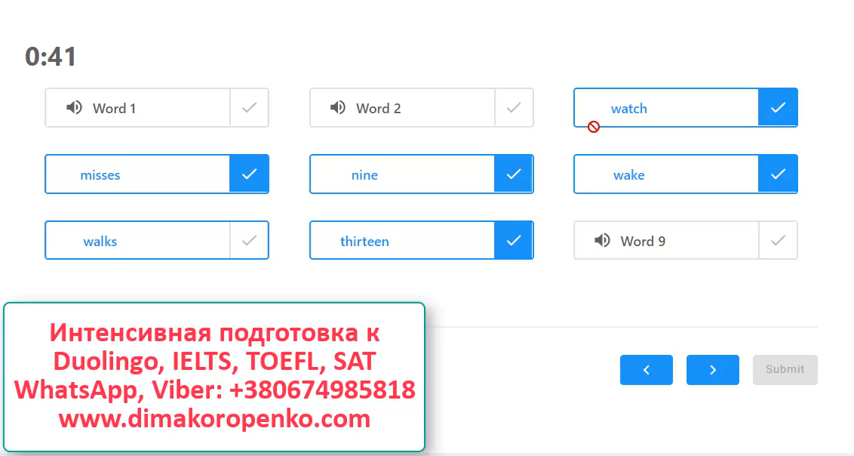 0:41
Word 1
Word 2
watch
misses
nine
wake
walks
thirteen
Word 9
Интенсивная подготовка к
Duolingo, IELTS, TOEFL, SAT
WhatsApp, Viber: +380674985818
www.dimakoropenko.com
Submit